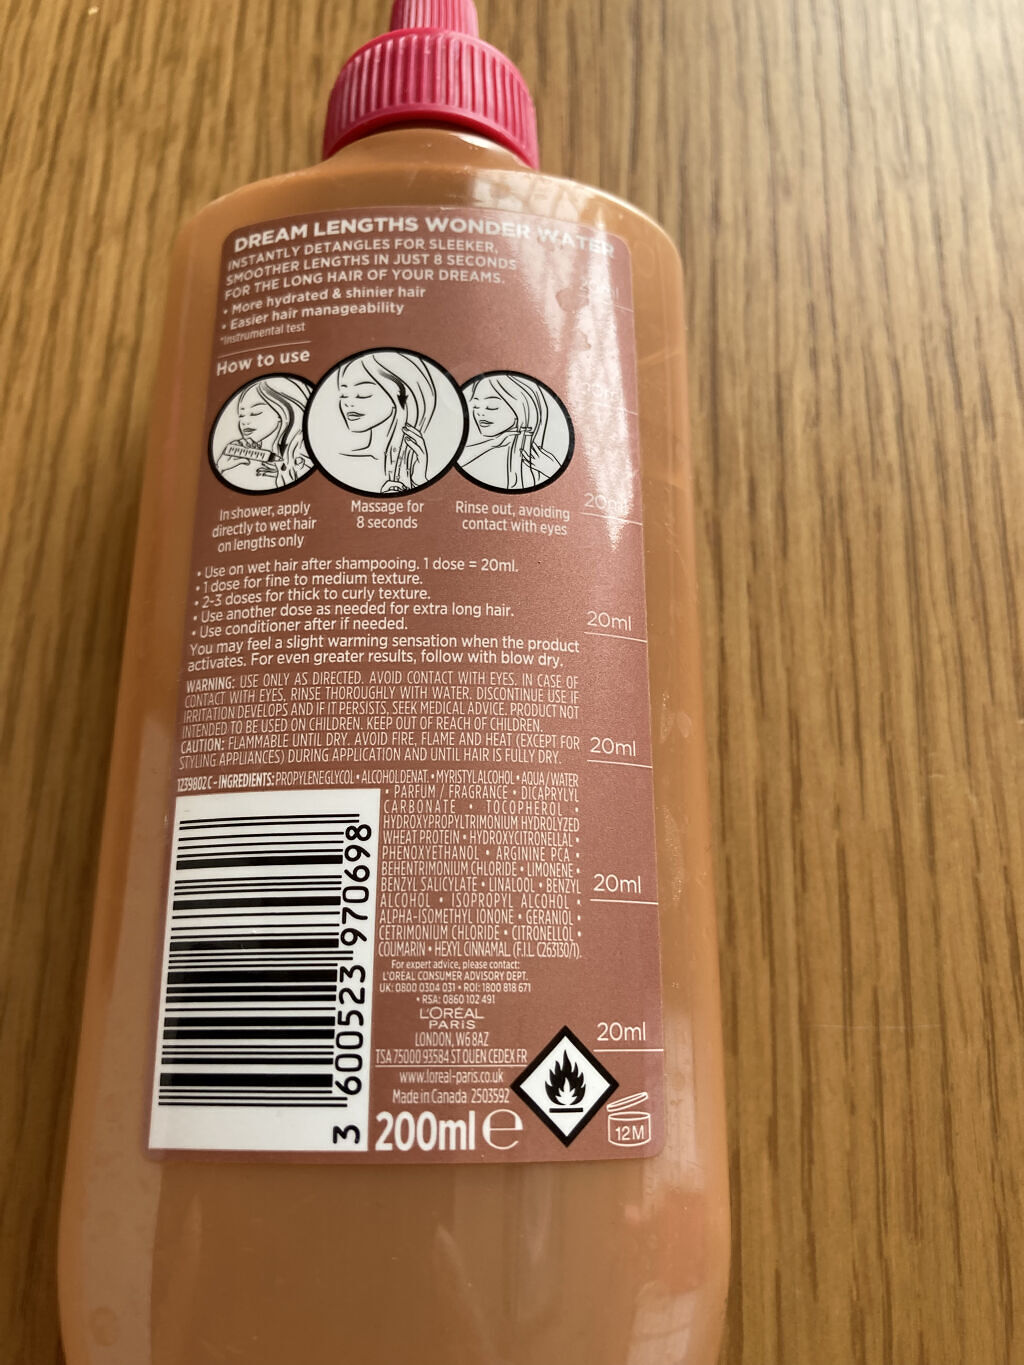 DREAM LENGTHS WONDER WATER
INSTANTLY DETANGLES FOR SLEEKER,
SMOOTHER LENGTHS IN JUST 8 SECONDS
FOR THE LONG HAIR OF YOUR DREAMS.
• More hydrated & shinier hair
• Easier hair manageability
*Instrumental test
How to use
In shower, apply
directly to wet hair
on lengths only
Massage for
8 seconds
Rinse out, avoiding
contact with eyes
• Use on wet hair after shampooing. 1 dose = 20ml.
• 1 dose for fine to medium texture.
• 2-3 doses for thick to curly texture.
• Use another dose as needed for extra long hair.
• Use conditioner after if needed.
You may feel a slight warming sensation when the product
activates. For even greater results, follow with blow dry.
WARNING: USE ONLY AS DIRECTED. AVOID CONTACT WITH EYES. IN CASE OF
CONTACT WITH EYES, RINSE THOROUGHLY WITH WATER. DISCONTINUE USE IF
IRRITATION DEVELOPS AND IF IT PERSISTS, SEEK MEDICAL ADVICE. PRODUCT NOT
INTENDED TO BE USED ON CHILDREN. KEEP OUT OF REACH OF CHILDREN.
CAUTION: FLAMMABLE UNTIL DRY. AVOID FIRE, FLAME AND HEAT (EXCEPT FOR
STYLING APPLIANCES) DURING APPLICATION AND UNTIL HAIR IS FULLY DRY.
1239802 C - INGREDIENTS: PROPYLENE GLYCOL • ALCOHOL DENAT. • MYRISTYL ALCOHOL • AQUA / WATER
• PARFUM / FRAGRANCE • DICAPRYLYL
CARBONATE • TOCOPHEROL •
HYDROXYPROPYLTRIMONIUM HYDROLYZED
WHEAT PROTEIN • HYDROXYCITRONELLAL •
PHENOXYETHANOL • ARGININE PCA •
BEHENTRIMONIUM CHLORIDE • LIMONENE •
BENZYL SALICYLATE • LINALOOL • BENZYL
ALCOHOL • ISOPROPYL ALCOHOL •
ALPHA-ISOMETHYL IONONE • GERANIOL •
CETRIMONIUM CHLORIDE • CITRONELLOL •
COUMARIN • HEXYL CINNAMAL. (F.I.L. C263130/1).
For expert advice, please contact:
L'ORÉAL CONSUMER ADVISORY DEPT.
UK: 0800 0304 031 • ROI: 1800 818 671
• RSA: 0860 102 491
L'ORÉAL
PARIS
LONDON, W6 8AZ
TSA 75000 93584 ST OUEN CEDEX FR
www.loreal-paris.co.uk
Made in Canada 2503592
200ml e
12M
3 600523 970698
20ml
20ml
20ml
20ml
20ml